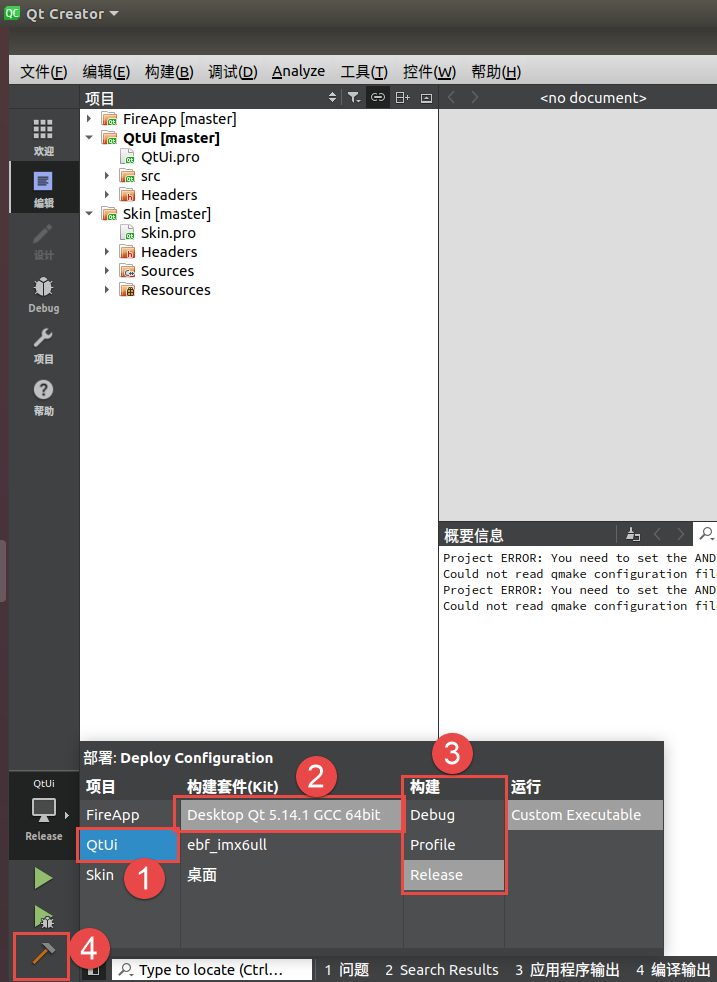 Qt Creator
文件(F) 编辑(E) 构建(B) 调试(D) Analyze 工具(T) 控件(W) 帮助(H)
项目
<no document>
欢迎
编辑
设计
Debug
项目
帮助
FireApp [master]
QtUi [master]
QtUi.pro
src
Headers
Skin [master]
Skin.pro
Headers
Sources
Resources
概要信息
Project ERROR: You need to set the AND
Could not read qmake configuration file
Project ERROR: You need to set the AND
Could not read qmake configuration file
部署: Deploy Configuration
项目 构建套件(Kit) 构建 运行
FireApp Desktop Qt 5.14.1 GCC 64bit Debug Custom Executable
QtUi ebf_imx6ull Profile
Skin 桌面 Release
1
2
3
4
QtUi
Release
Type to locate (Ctrl...
1 问题 2 Search Results 3 应用程序输出 4 编译输出